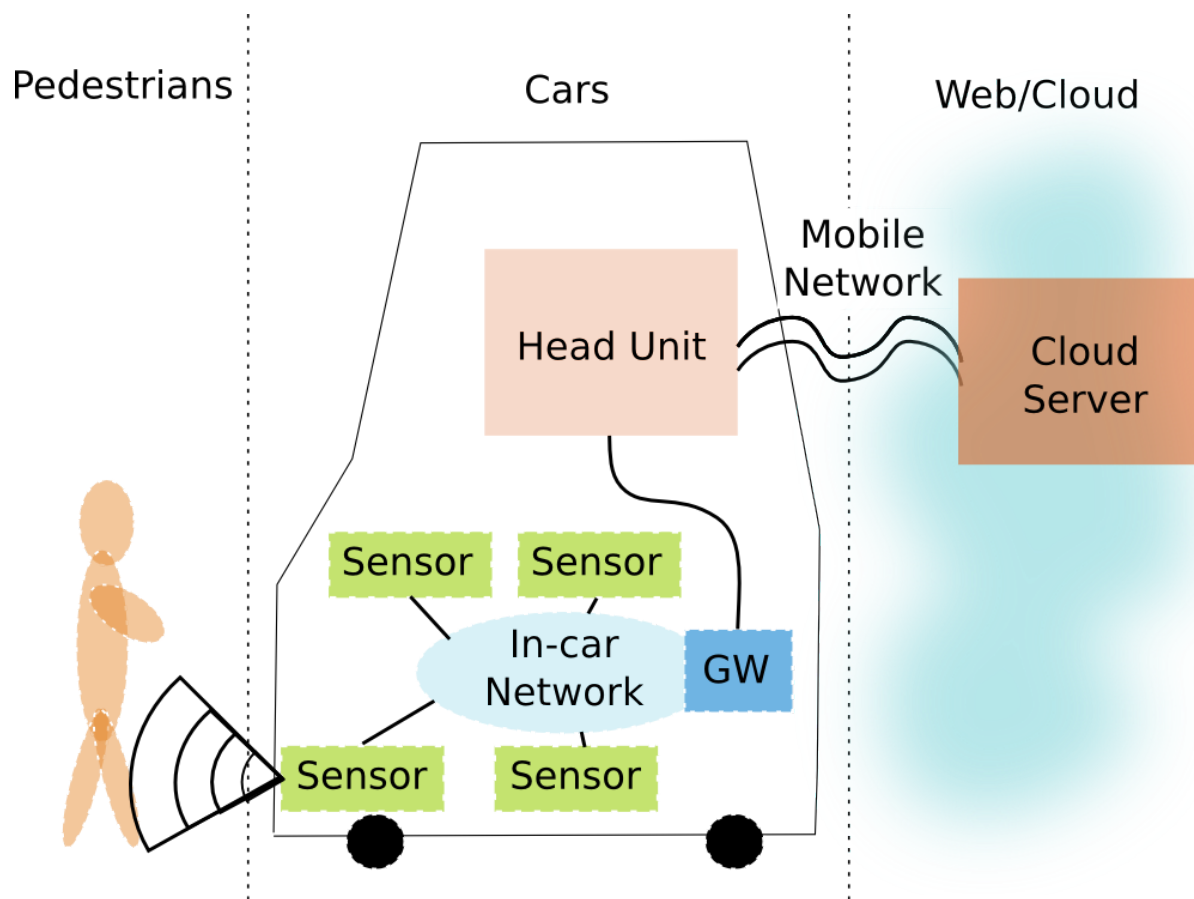 Pedestrians
Cars
Web/Cloud
Mobile
Network
Head Unit
Cloud
Server
Sensor
Sensor
In-car
Network
GW
Sensor
Sensor